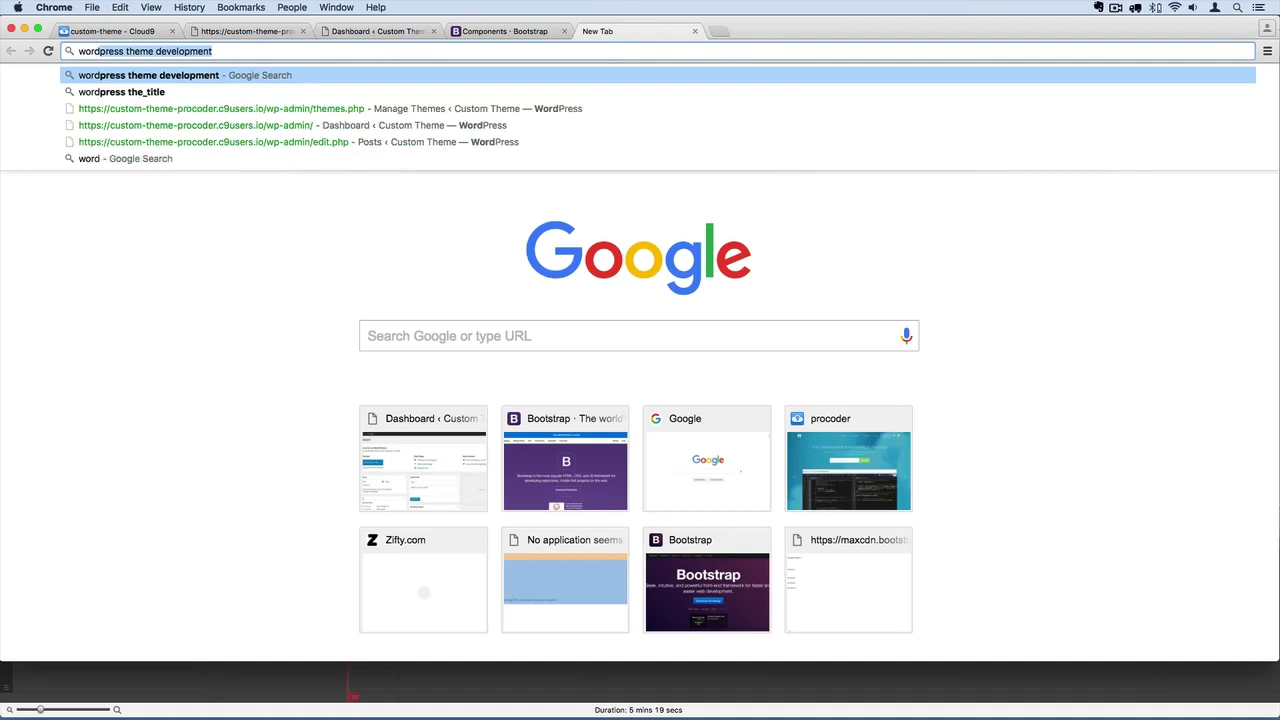 Chrome File Edit View History Bookmarks People Window Help
custom-theme - Cloud9
https://custom-theme-pro
Dashboard ‹ Custom Them
Components · Bootstrap
New Tab
wordpress theme development
wordpress theme development - Google Search
wordpress the_title
https://custom-theme-procoder.c9users.io/wp-admin/themes.php - Manage Themes ‹ Custom Theme — WordPress
https://custom-theme-procoder.c9users.io/wp-admin/ - Dashboard ‹ Custom Theme — WordPress
https://custom-theme-procoder.c9users.io/wp-admin/edit.php - Posts ‹ Custom Theme — WordPress
word - Google Search
Google
Search Google or type URL
Dashboard ‹ Custom T
Bootstrap · The world'
Google
procoder
B
Google
Zifty.com
No application seems
Bootstrap
https://maxcdn.bootst
Bootstrap
Duration: 5 mins 19 secs